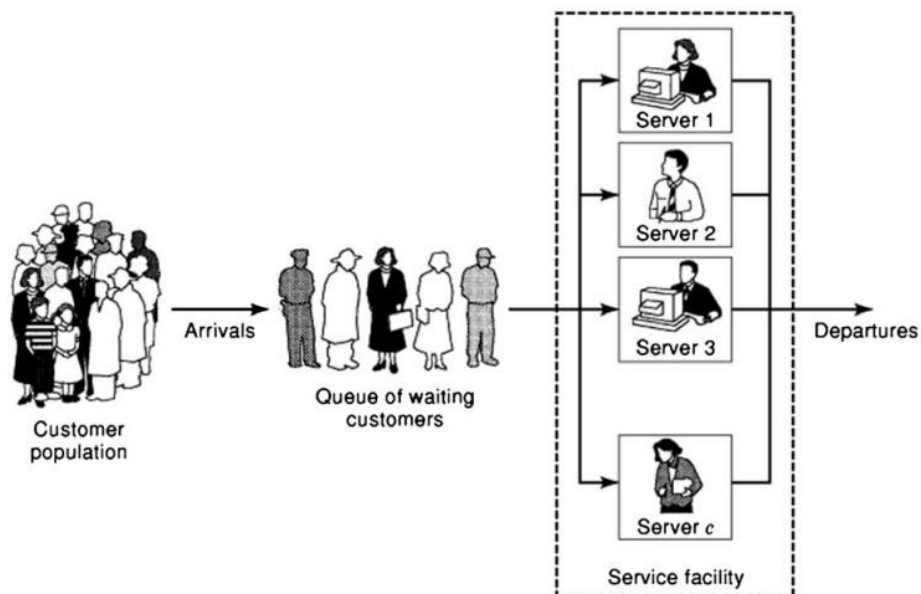 Server 1
Server 2
Server 3
Arrivals
Departures
Queue of waiting
customers
Customer
population
Server c
Service facility